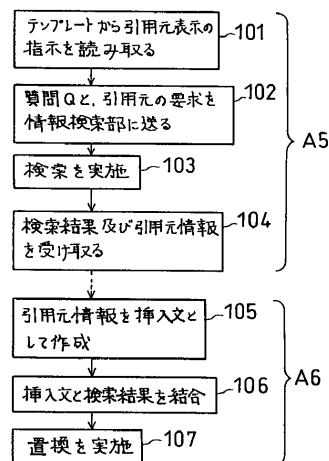 テンプレートから引用元表示の
指示を読み取る
101
質問Qと,引用元の要求を
情報検索部に送る
102
検索を実施
103
検索結果及び引用元情報
を受け取る
104
A5
引用元情報を挿入文と
して作成
105
挿入文と検索結果を結合
106
置換を実施
107
A6